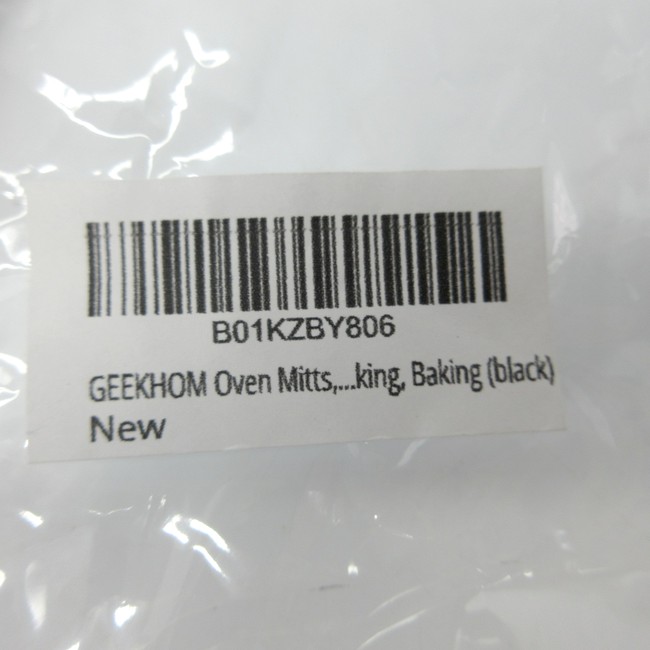 B01KZBY806
GEEKHOM Oven Mitts,...king, Baking (black)
New